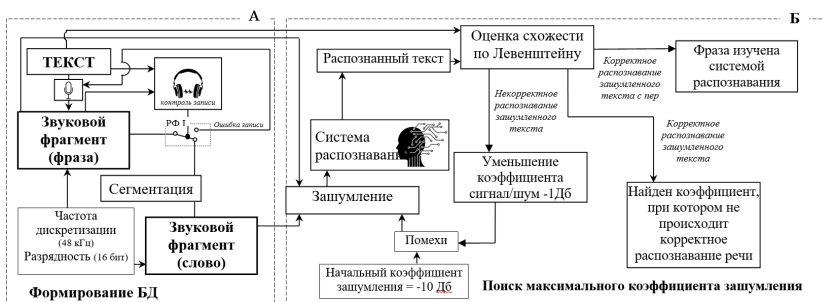 А
ТЕКСТ
контроль записи
Звуковой
фрагмент
(фраза)
РФ I
Ошибка записи
Сегментация
Частота
дискретизации
(48 кГц)
Разрядность (16 бит)
Звуковой
фрагмент
(слово)
Формирование БД
Б
Оценка схожести
по Левенштейну
Распознанный текст
Корректное
распознавание
зашумленного
текста с пер
Фраза изучена
системой
распознавания
Некорректное
распознавание
зашумленного
текста
Корректное
распознавание
зашумленного
текста
Система
распознаван
Уменьшение
коэффициента
сигнал/шум -1Дб
Зашумление
Найден коэффициент,
при котором не
происходит
корректное
распознавание речи
Помехи
Начальный коэффициент
зашумления = -10 Дб
Поиск максимального коэффициента зашумления